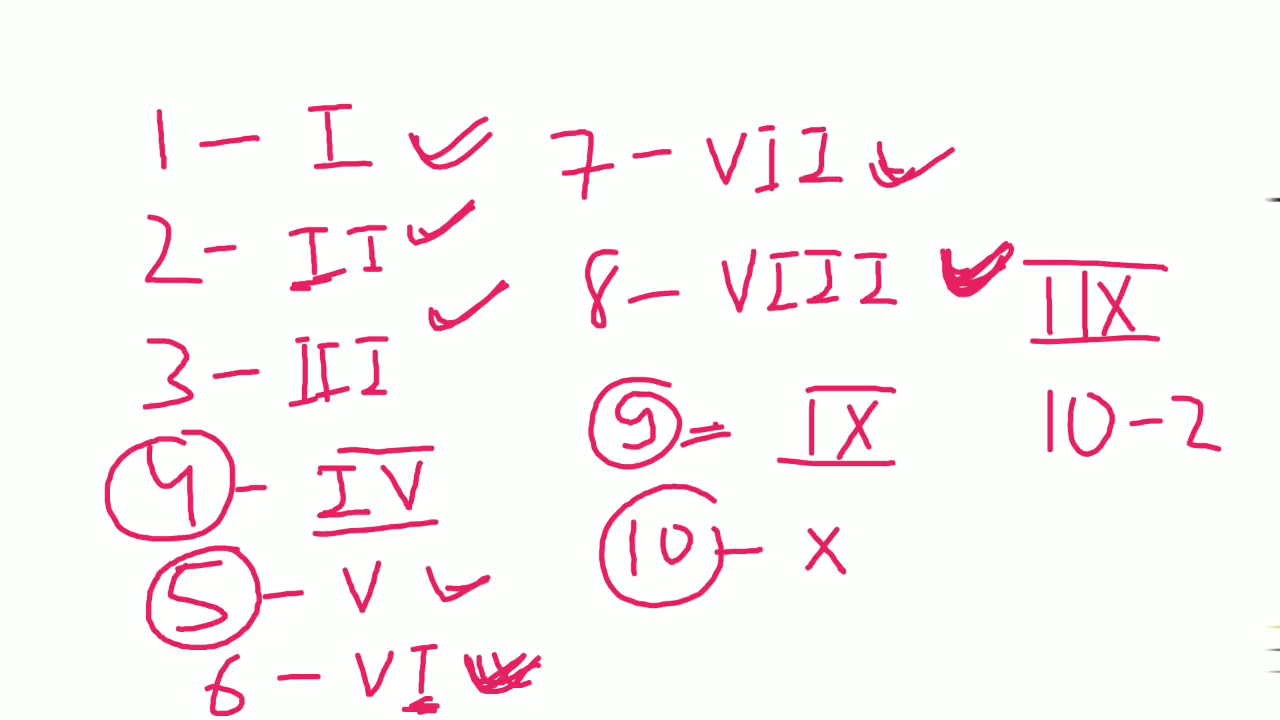 1 - I
2 - II
3 - III
4 - IV
5 - V
6 - VI
7 - VII
8 - VIII
9 = IX
10 - X
IIX
10 - 2